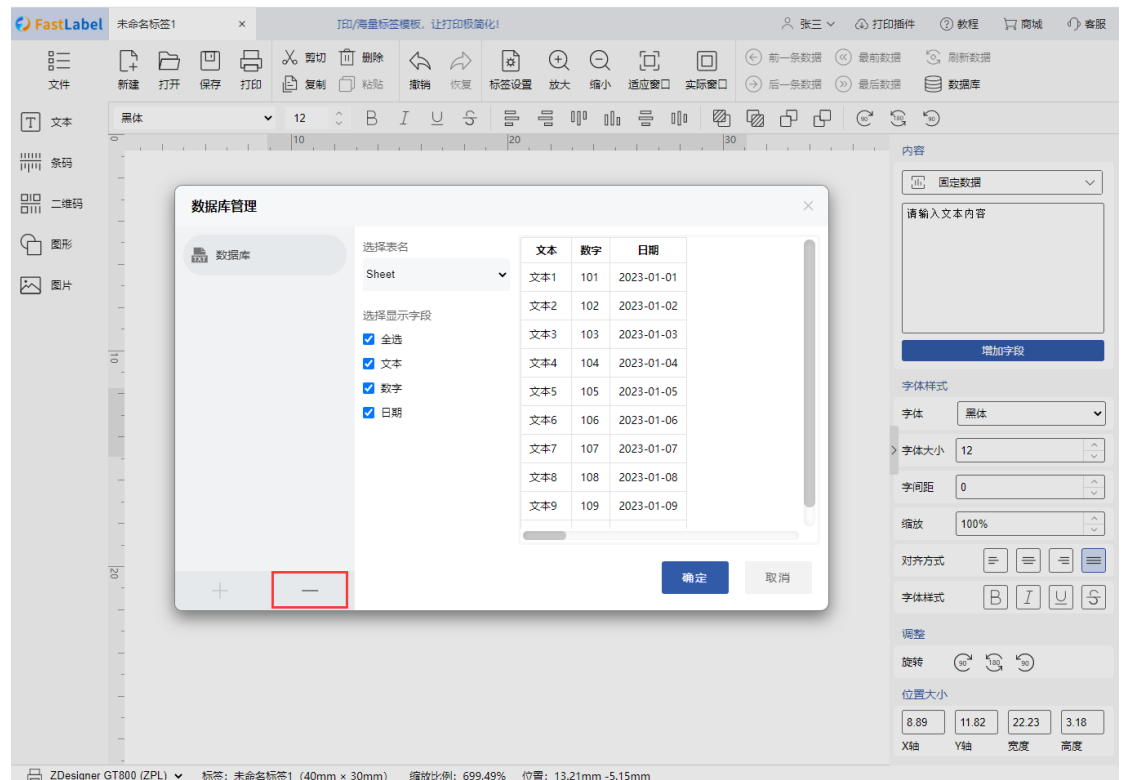 FastLabel 未命名标签1 × 打印/海量标签模板，让打印极简化! 张三 打印插件 教程 商城 客服
文件 新建 打开 保存 打印 剪切 复制 删除 粘贴 撤销 恢复 标签设置 放大 缩小 适应窗口 实际窗口 前一条数据 后一条数据 最前数据 最后数据 刷新数据 数据库
文本 黑体 12 B I U S 90 180 90
条码
二维码
图形
图片
0 10 20 30
10
20
数据库管理 ×
TXT 数据库
选择表名
Sheet
选择显示字段
全选
文本
数字
日期
文本 数字 日期
文本1 101 2023-01-01
文本2 102 2023-01-02
文本3 103 2023-01-03
文本4 104 2023-01-04
文本5 105 2023-01-05
文本6 106 2023-01-06
文本7 107 2023-01-07
文本8 108 2023-01-08
文本9 109 2023-01-09
确定 取消
内容
固定数据
请输入文本内容
增加字段
字体样式
字体 黑体
字体大小 12
字间距 0
缩放 100%
对齐方式
字体样式 B I U S
调整
旋转 90 180 90
位置大小
8.89 11.82 22.23 3.18
X轴 Y轴 宽度 高度
ZDesigner GT800 (ZPL) 标签：未命名标签1（40mm × 30mm） 缩放比例：699.49% 位置：13.21mm -5.15mm